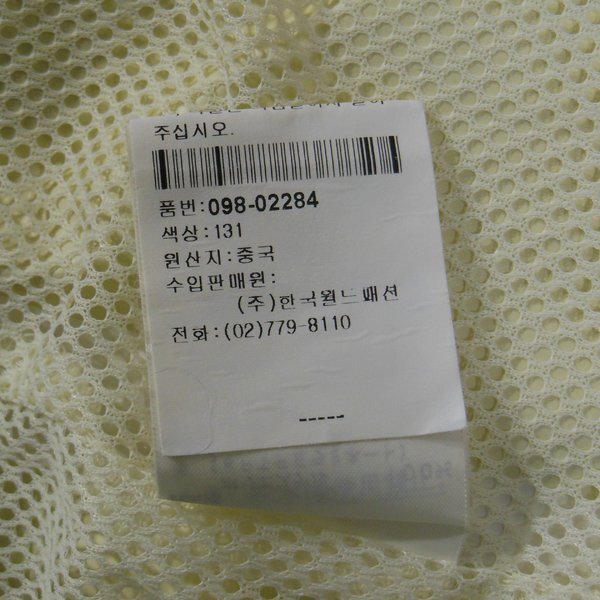 주십시오.
품번:098-02284
색상:131
원산지:중국
수입판매원:
(주)한국월드패션
전화:(02)779-8110